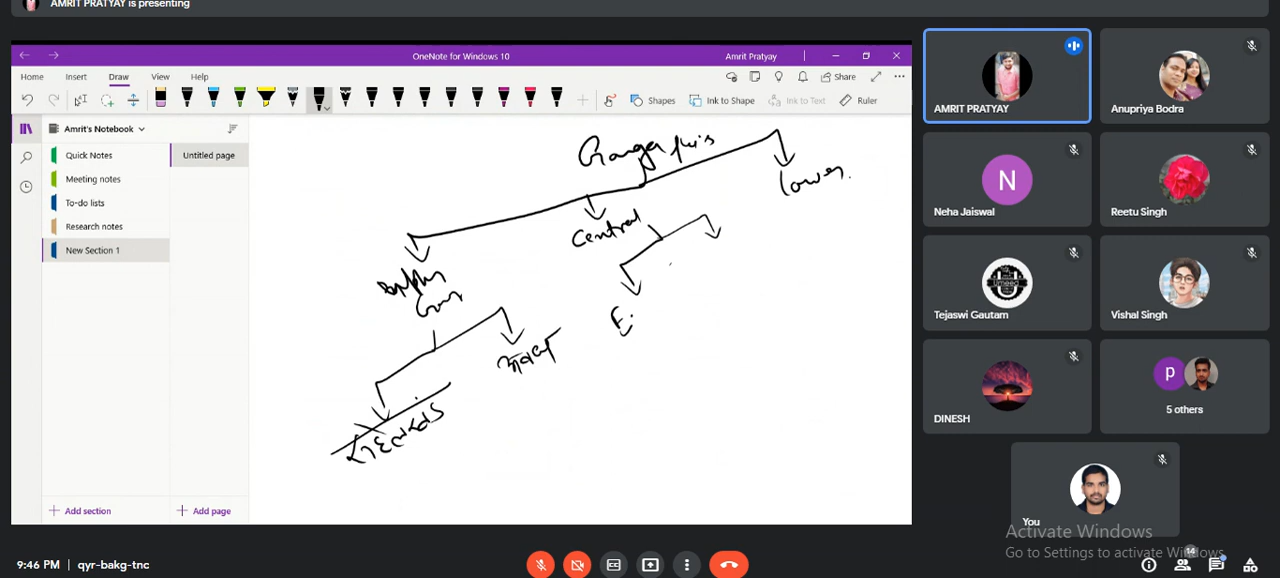 AMRIT PRATYAY is presenting
OneNote for Windows 10
Amrit Pratyay
Home Insert Draw View Help
Share
Shapes
Ink to Shape
Ink to Text
Ruler
Amrit's Notebook
Quick Notes
Meeting notes
To-do lists
Research notes
New Section 1
Add section
Untitled page
Add page
Ganga
lower.
Central
AMRIT PRATYAY
Anupriya Bodra
N
Neha Jaiswal
Reetu Singh
Umeed
Tejaswi Gautam
Vishal Singh
DINESH
P
5 others
You
Activate Windows
Go to Settings to activate Windows.
9:46 PM | qyr-bakg-tnc
14